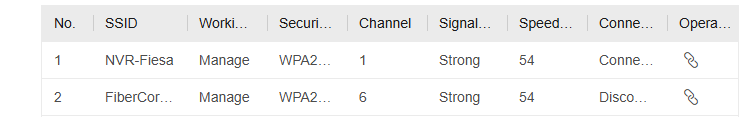 No. SSID Worki... Securi... Channel Signal... Speed... Conne... Opera...
1 NVR-Fiesa Manage WPA2... 1 Strong 54 Conne...
2 FiberCor... Manage WPA2... 6 Strong 54 Disco...